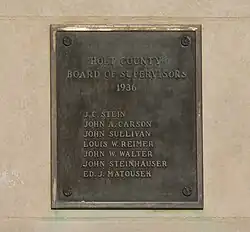 HOLT COUNTY
BOARD OF SUPERVISORS
1936
J.C. STEIN
JOHN A. CARSON
JOHN SULLIVAN
LOUIS W. REIMER
JOHN W. WALTER
JOHN STEINHAUSER
ED. J. MATOUSEK